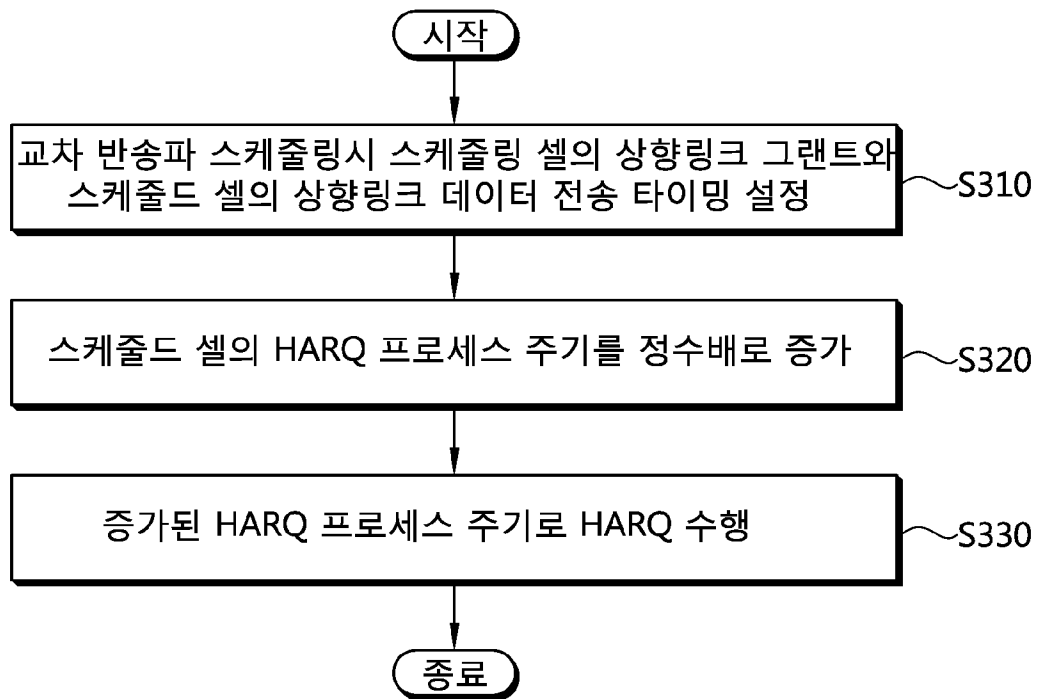 시작
교차 반송파 스케줄링시 스케줄링 셀의 상향링크 그랜트와
스케줄드 셀의 상향링크 데이터 전송 타이밍 설정
S310
스케줄드 셀의 HARQ 프로세스 주기를 정수배로 증가
S320
증가된 HARQ 프로세스 주기로 HARQ 수행
S330
종료